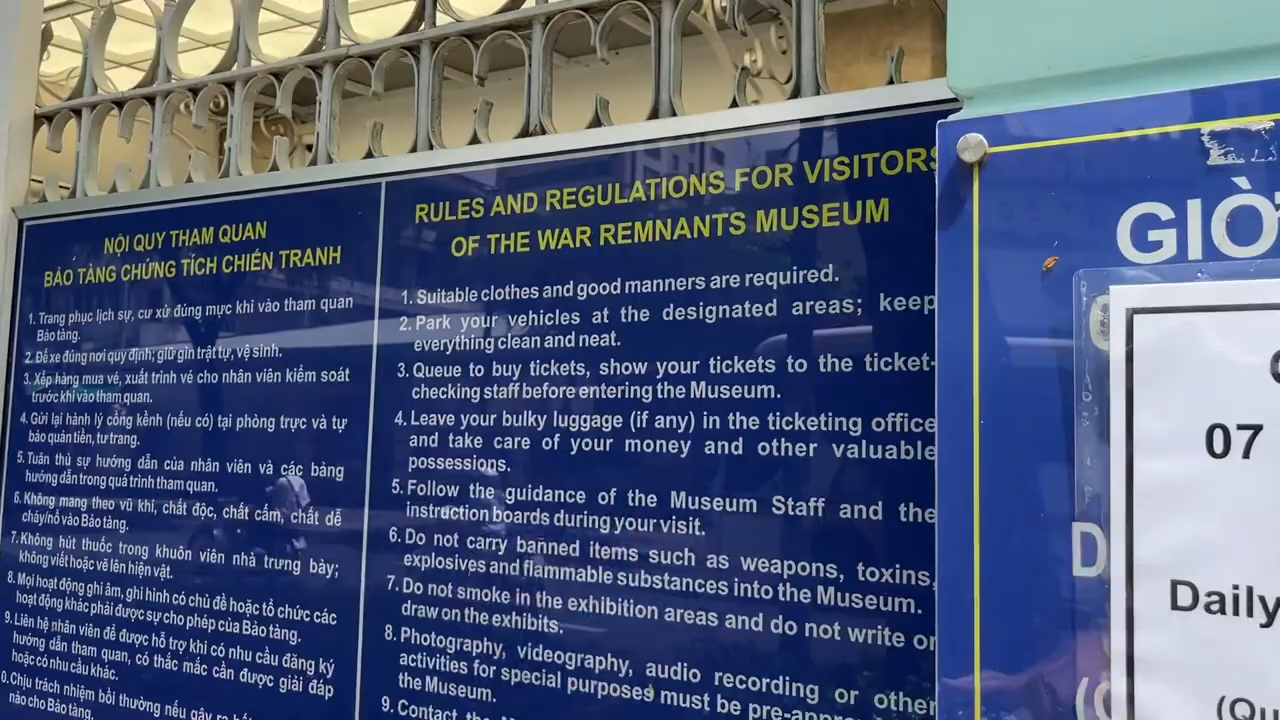 NỘI QUY THAM QUAN
BẢO TÀNG CHỨNG TÍCH CHIẾN TRANH
1. Trang phục lịch sự, cư xử đúng mực khi vào tham quan
Bảo tàng.
2. Để xe đúng nơi quy định; giữ gìn trật tự, vệ sinh.
3. Xếp hàng mua vé, xuất trình vé cho nhân viên kiểm soát
trước khi vào tham quan.
4. Gửi lại hành lý cồng kềnh (nếu có) tại phòng trực và tự
bảo quản tiền, tư trang.
5. Tuân thủ sự hướng dẫn của nhân viên và các bảng
hướng dẫn trong quá trình tham quan.
6. Không mang theo vũ khí, chất độc, chất cấm, chất dễ
cháy/nổ vào Bảo tàng.
7. Không hút thuốc trong khuôn viên nhà trưng bày;
không viết hoặc vẽ lên hiện vật.
8. Mọi hoạt động ghi âm, ghi hình có chủ đề hoặc tổ chức các
hoạt động khác phải được sự cho phép của Bảo tàng.
9. Liên hệ nhân viên để được hỗ trợ khi có nhu cầu đăng ký
hướng dẫn tham quan, có thắc mắc cần được giải đáp
hoặc có nhu cầu khác.
0. Chịu trách nhiệm bồi thường nếu gây ra
nào cho Bảo tàng.
RULES AND REGULATIONS FOR VISITORS
OF THE WAR REMNANTS MUSEUM
1. Suitable clothes and good manners are required.
2. Park your vehicles at the designated areas; keep
everything clean and neat.
3. Queue to buy tickets, show your tickets to the ticket-
checking staff before entering the Museum.
4. Leave your bulky luggage (if any) in the ticketing office
and take care of your money and other valuable
possessions.
5. Follow the guidance of the Museum Staff and the
instruction boards during your visit.
6. Do not carry banned items such as weapons, toxins,
explosives and flammable substances into the Museum.
7. Do not smoke in the exhibition areas and do not write or
draw on the exhibits.
8. Photography, videography, audio recording or other
activities for special purposes must be pre-appro
the Museum.
9. Contact the
GIỜ
07
D
Daily
(Qu